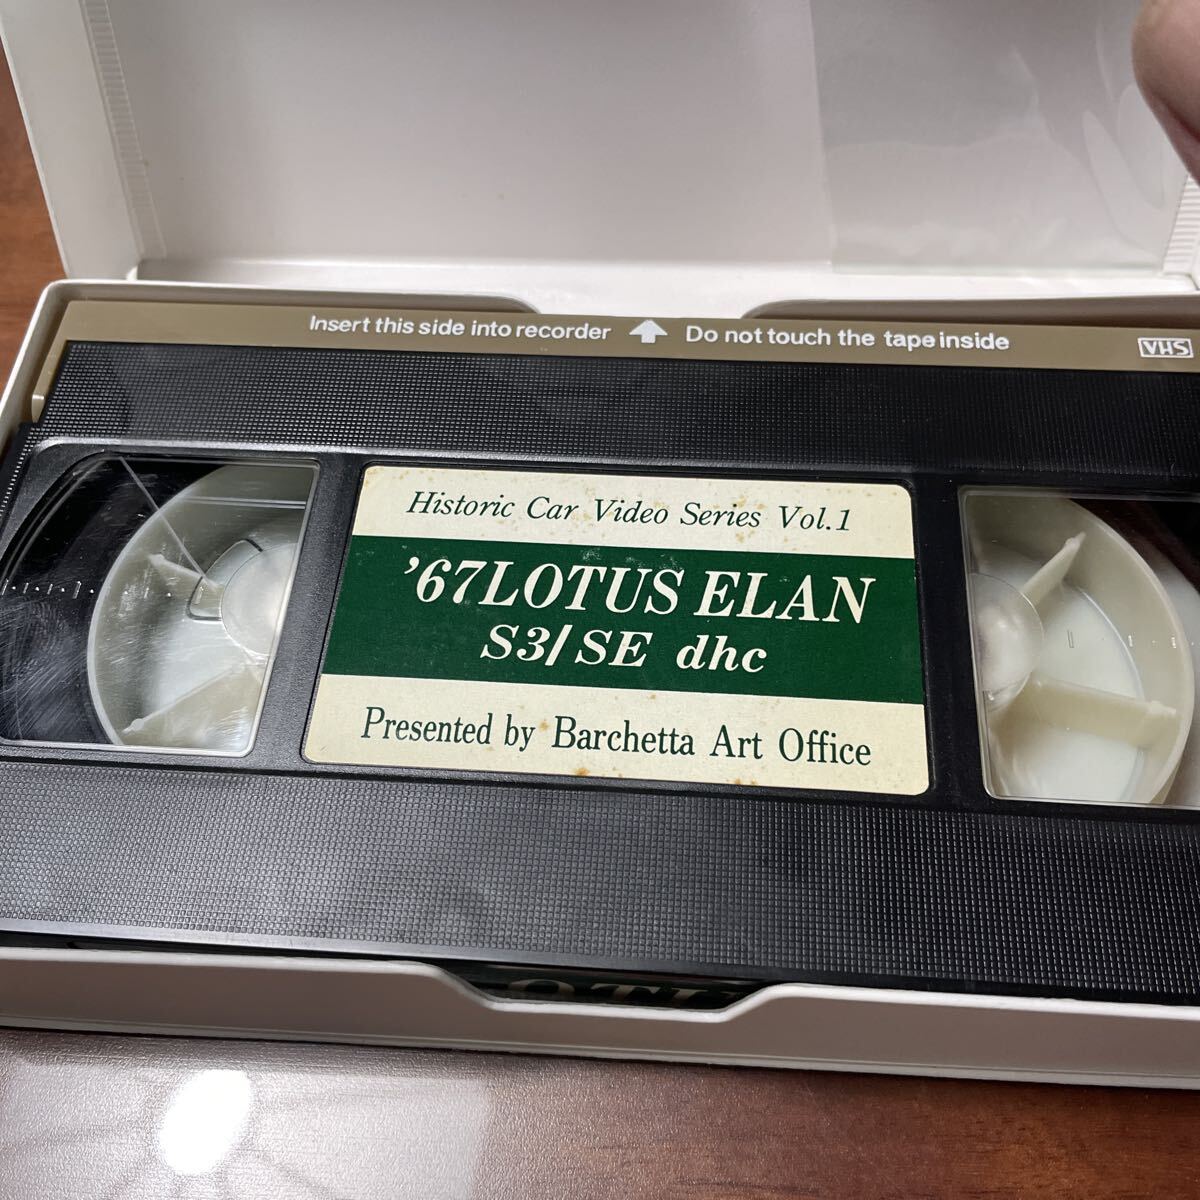 Insert this side into recorder Do not touch the tape inside
VHS
Historic Car Video Series Vol.1
'67LOTUS ELAN
S3/SE dhc
Presented by Barchetta Art Office